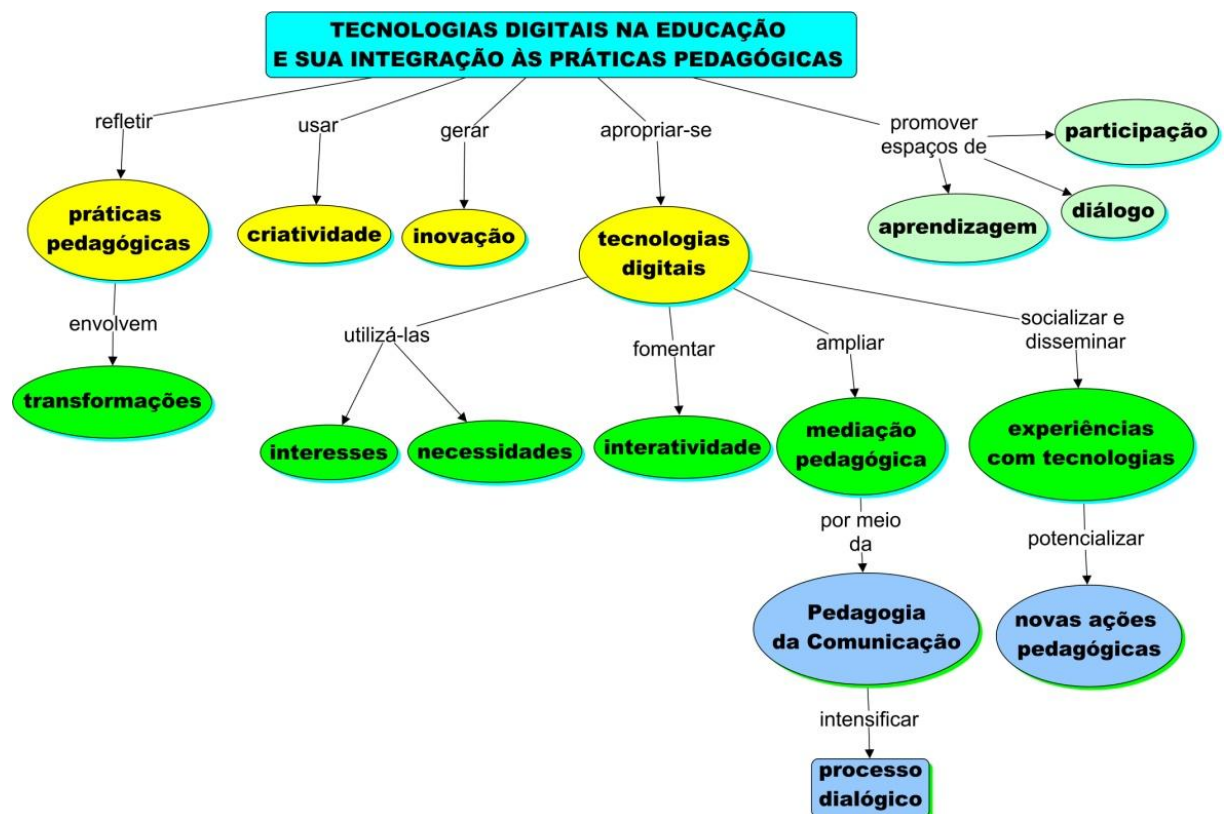 TECNOLOGIAS DIGITAIS NA EDUCAÇÃO
E SUA INTEGRAÇÃO ÀS PRÁTICAS PEDAGÓGICAS
refletir
usar
gerar
apropriar-se
promover
espaços de
participação
práticas
pedagógicas
criatividade
inovação
tecnologias
digitais
aprendizagem
diálogo
envolvem
utilizá-las
fomentar
ampliar
socializar e
disseminar
transformações
interesses
necessidades
interatividade
mediação
pedagógica
experiências
com tecnologias
por meio
da
potencializar
Pedagogia
da Comunicação
novas ações
pedagógicas
intensificar
processo
dialógico